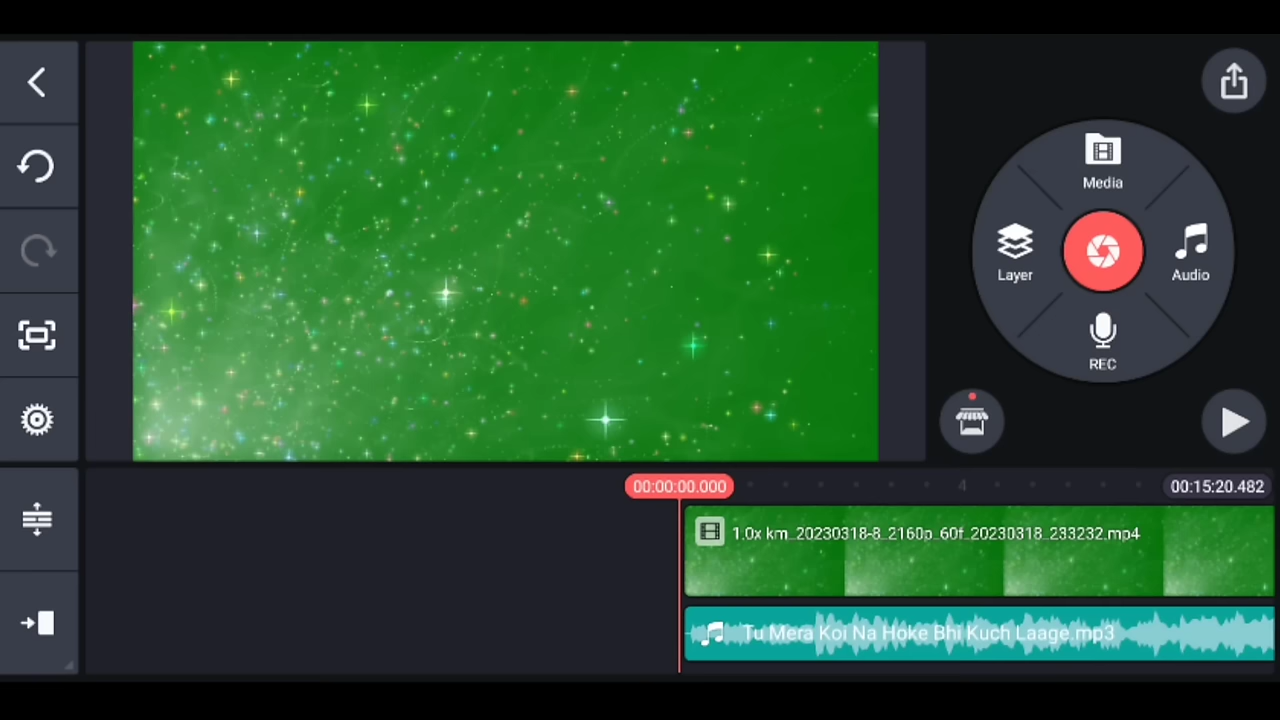 Media
Layer
Audio
REC
00:00:00.000
4
00:15:20.482
1.0x km_20230318-8_2160p_60f_20230318_233232.mp4
Tu Mera Koi Na Hoke Bhi Kuch Laage.mp3